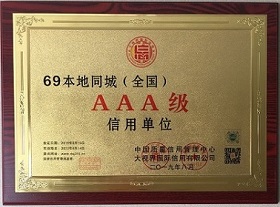 69本地同城（全国）
AAA级
信用单位
中国质量信用管理中心
大视界国际信用有限公司
二〇一九年八月